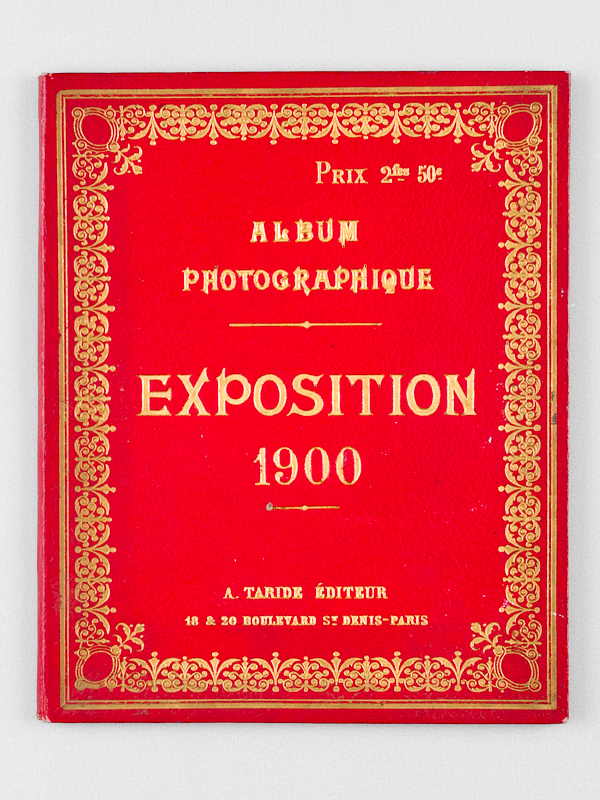 PRIX 2frs 50c
ALBUM
PHOTOGRAPHIQUE
EXPOSITION
1900
A. TARIDE ÉDITEUR
18 & 20 BOULEVARD ST DENIS-PARIS